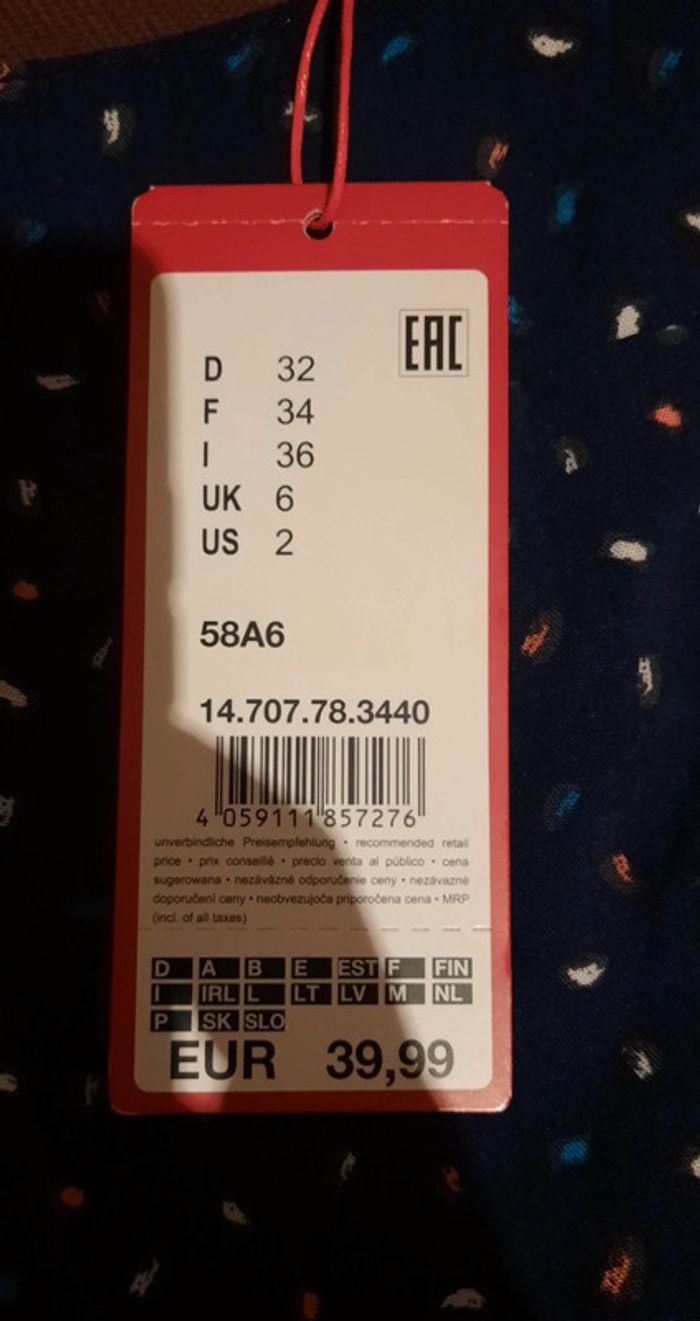 EAC
D 32
F 34
I 36
UK 6
US 2
58A6
14.707.78.3440
4 059111 857276
unverbindliche Preisempfehlung • recommended retail
price • prix conseillé • precio venta al público • cena
sugerowana • nezáväzné odporučenie ceny • nezávazné
doporučení ceny • neobvezujoča priporočena cena • MRP
(incl. of all taxes)
D A B E EST F FIN
I IRL L LT LV M NL
P SK SLO
EUR 39,99